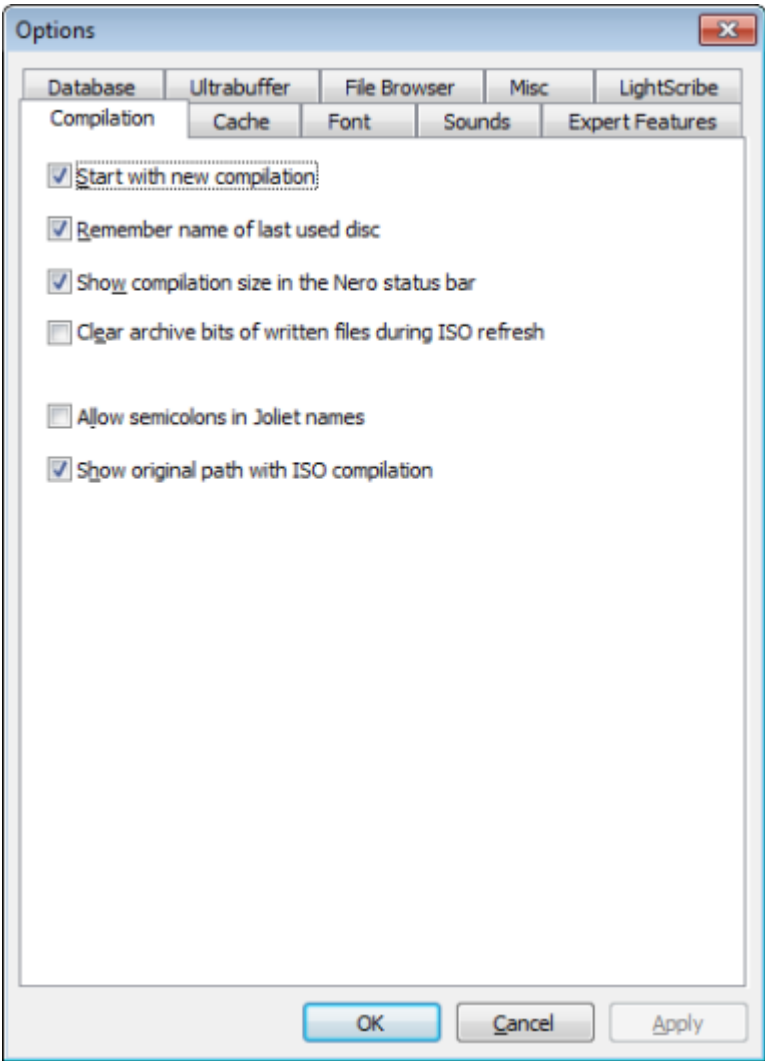 Options
Database Ultrabuffer File Browser Misc LightScribe
Compilation Cache Font Sounds Expert Features
Start with new compilation
Remember name of last used disc
Show compilation size in the Nero status bar
Clear archive bits of written files during ISO refresh
Allow semicolons in Joliet names
Show original path with ISO compilation
OK Cancel Apply